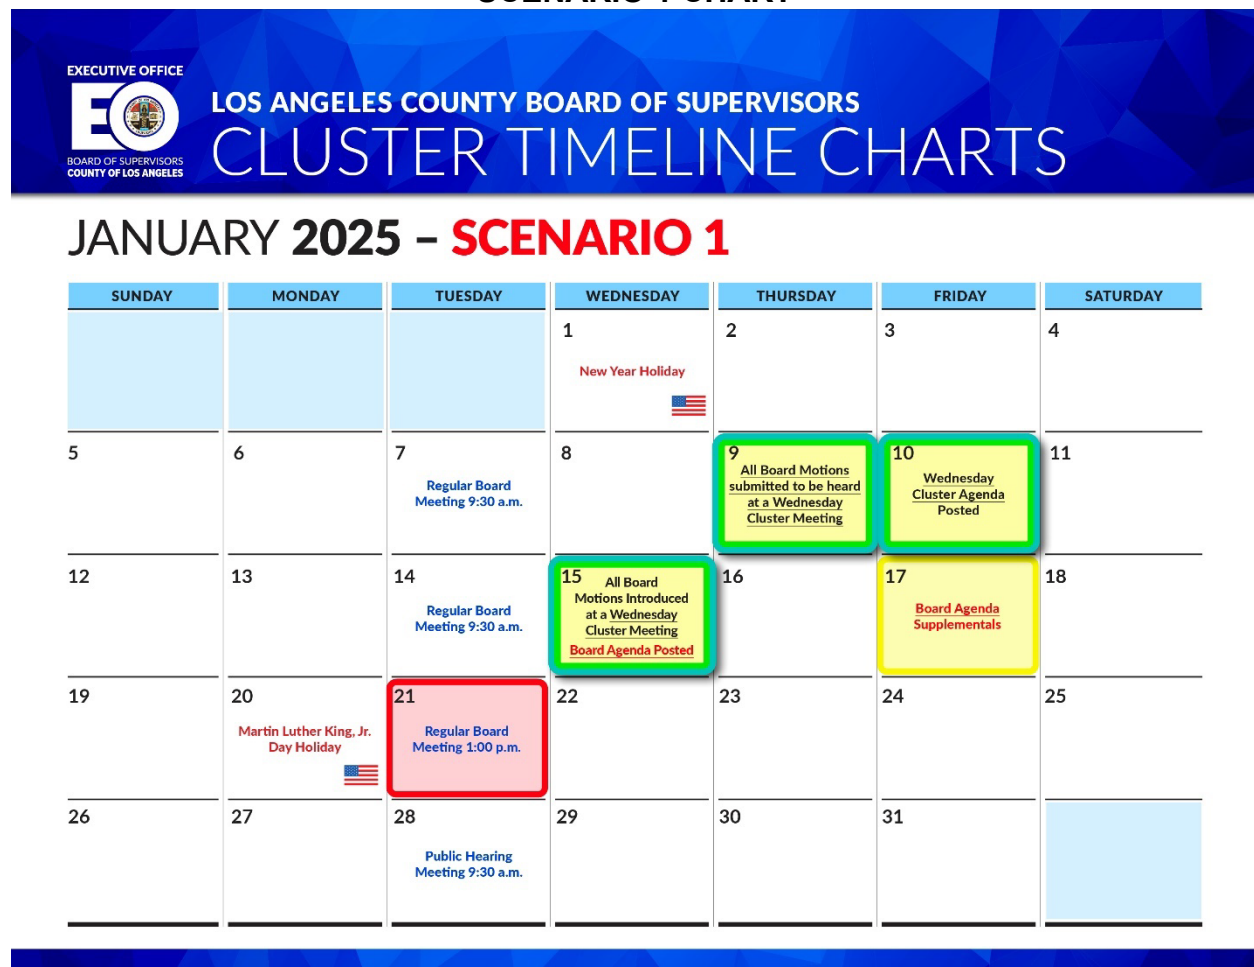 SCENARIO 1 CHART
EXECUTIVE OFFICE
EO
BOARD OF SUPERVISORS
COUNTY OF LOS ANGELES
LOS ANGELES COUNTY BOARD OF SUPERVISORS
CLUSTER TIMELINE CHARTS
JANUARY 2025 – SCENARIO 1
SUNDAY MONDAY TUESDAY WEDNESDAY THURSDAY FRIDAY SATURDAY
1
New Year Holiday
2
3
4
5
6
7
Regular Board
Meeting 9:30 a.m.
8
9
All Board Motions
submitted to be heard
at a Wednesday
Cluster Meeting
10
Wednesday
Cluster Agenda
Posted
11
12
13
14
Regular Board
Meeting 9:30 a.m.
15 All Board
Motions Introduced
at a Wednesday
Cluster Meeting
Board Agenda Posted
16
17
Board Agenda
Supplementals
18
19
20
Martin Luther King, Jr.
Day Holiday
21
Regular Board
Meeting 1:00 p.m.
22
23
24
25
26
27
28
Public Hearing
Meeting 9:30 a.m.
29
30
31